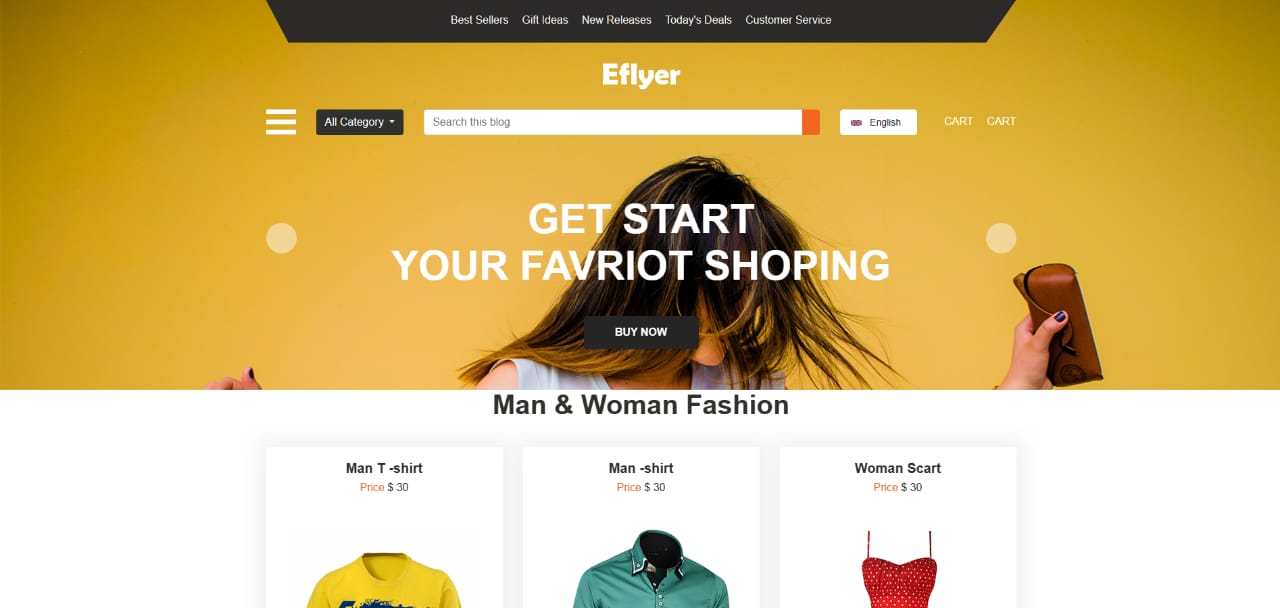 Best Sellers Gift Ideas New Releases Today's Deals Customer Service
Eflyer
All Category Search this blog English CART CART
GET START
YOUR FAVRIOT SHOPING
BUY NOW
Man & Woman Fashion
Man T -shirt Man -shirt Woman Scart
Price $ 30 Price $ 30 Price $ 30